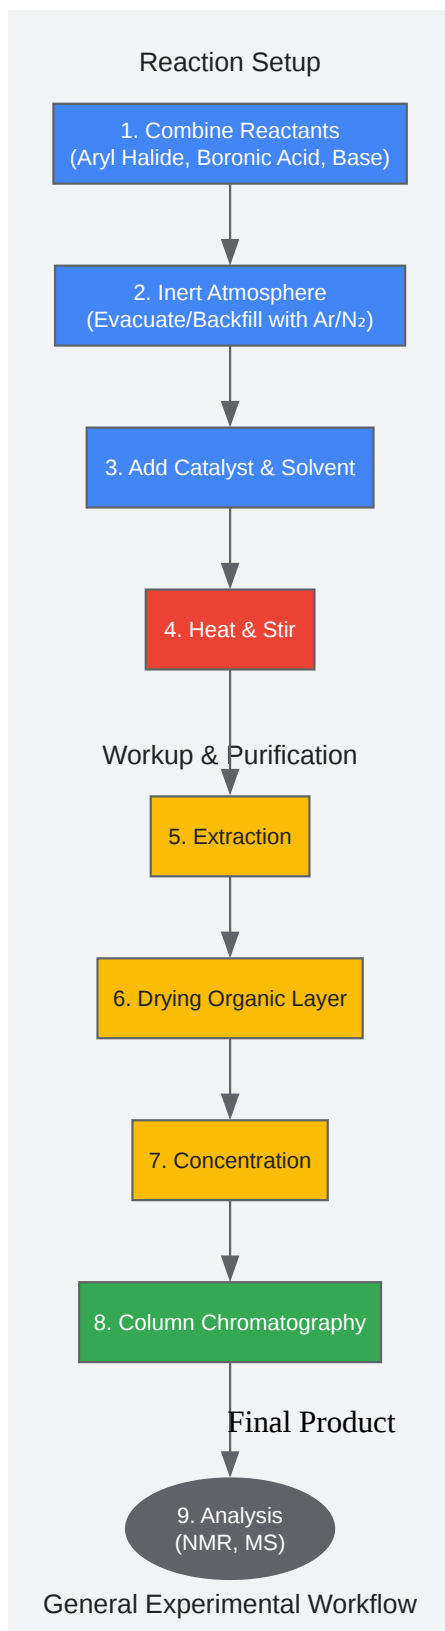 Reaction Setup
1. Combine Reactants
(Aryl Halide, Boronic Acid, Base)
2. Inert Atmosphere
(Evacuate/Backfill with Ar/N₂)
3. Add Catalyst & Solvent
4. Heat & Stir
Workup & Purification
5. Extraction
6. Drying Organic Layer
7. Concentration
8. Column Chromatography
Final Product
9. Analysis
(NMR, MS)
General Experimental Workflow